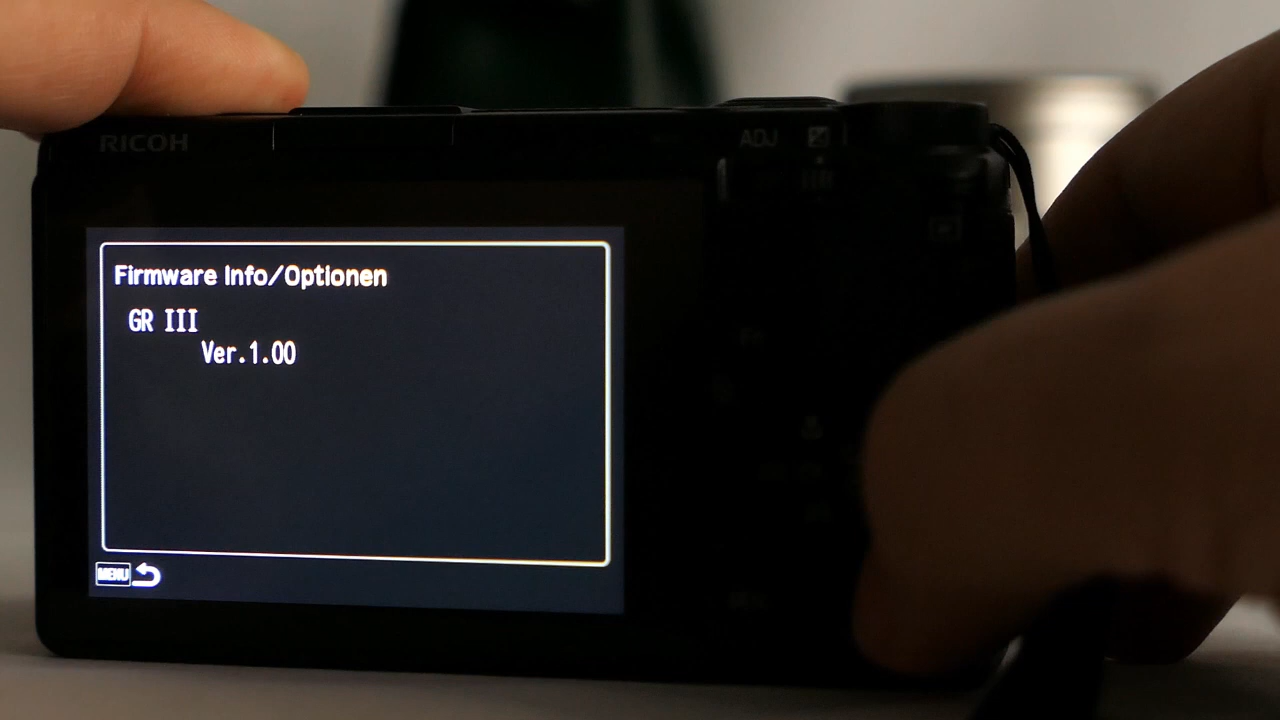 RICOH
ADJ
Firmware Info/Optionen
GR III
Ver.1.00
MENU